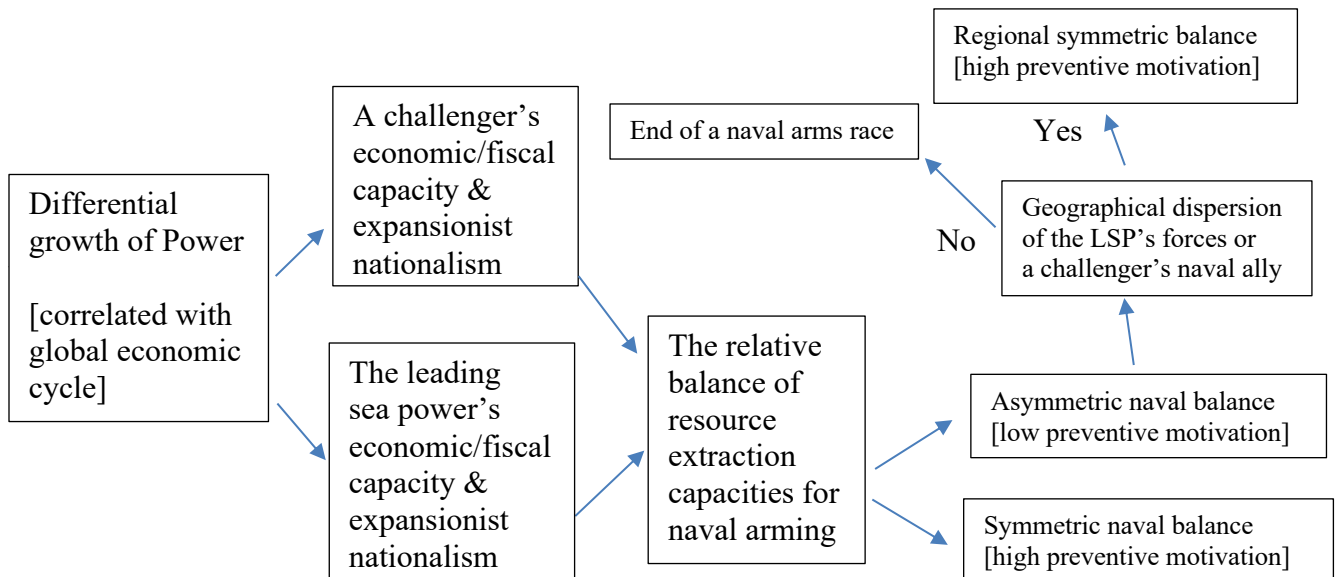 Differential
growth of Power
[correlated with
global economic
cycle]
A challenger’s
economic/fiscal
capacity &
expansionist
nationalism
The leading
sea power’s
economic/fiscal
capacity &
expansionist
nationalism
The relative
balance of
resource
extraction
capacities for
naval arming
End of a naval arms race
Regional symmetric balance
[high preventive motivation]
Yes
No
Geographical dispersion
of the LSP’s forces or
a challenger’s naval ally
Asymmetric naval balance
[low preventive motivation]
Symmetric naval balance
[high preventive motivation]